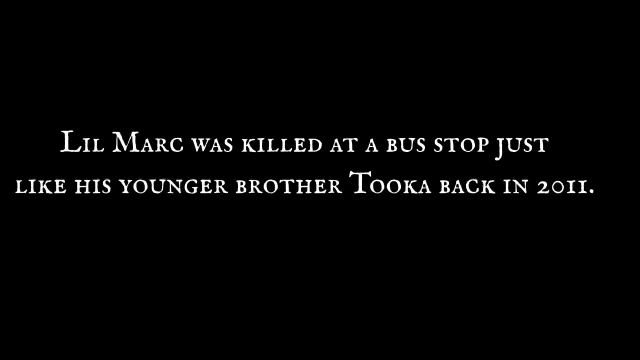 Lil Marc was killed at a bus stop just
like his younger brother Tooka back in 2011.